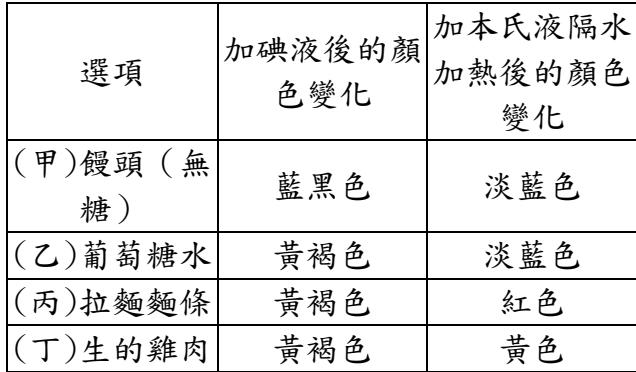 選項
加碘液後的顏
色變化
加本氏液隔水
加熱後的顏色
變化
(甲)饅頭（無
糖）
藍黑色
淡藍色
(乙)葡萄糖水
黃褐色
淡藍色
(丙)拉麵麵條
黃褐色
紅色
(丁)生的雞肉
黃褐色
黃色